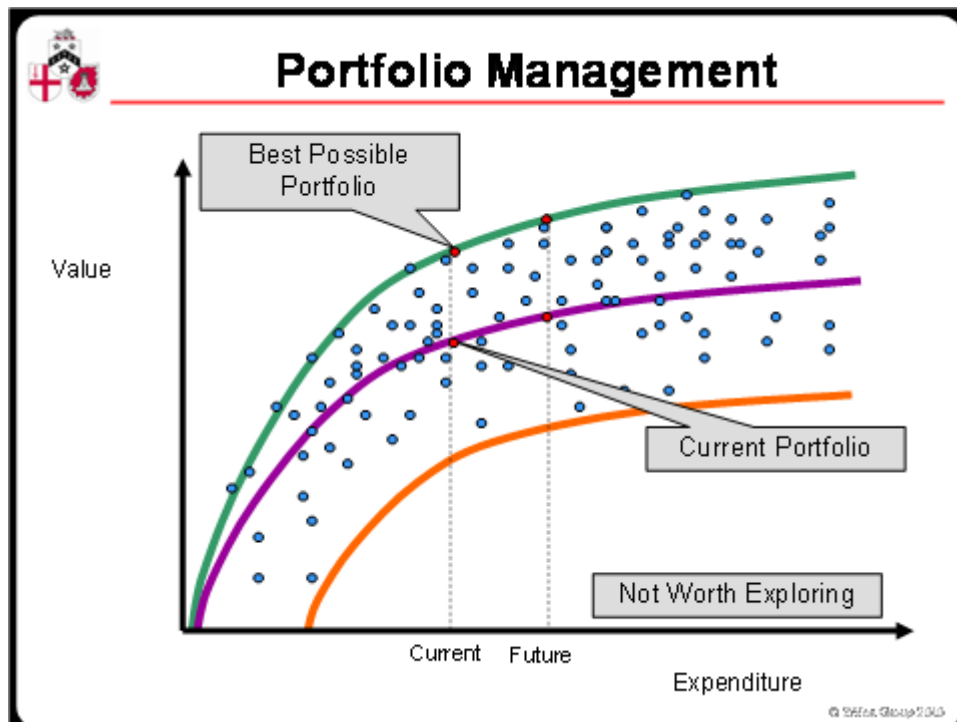 Portfolio Management
Best Possible
Portfolio
Value
Current Portfolio
Not Worth Exploring
Current
Future
Expenditure